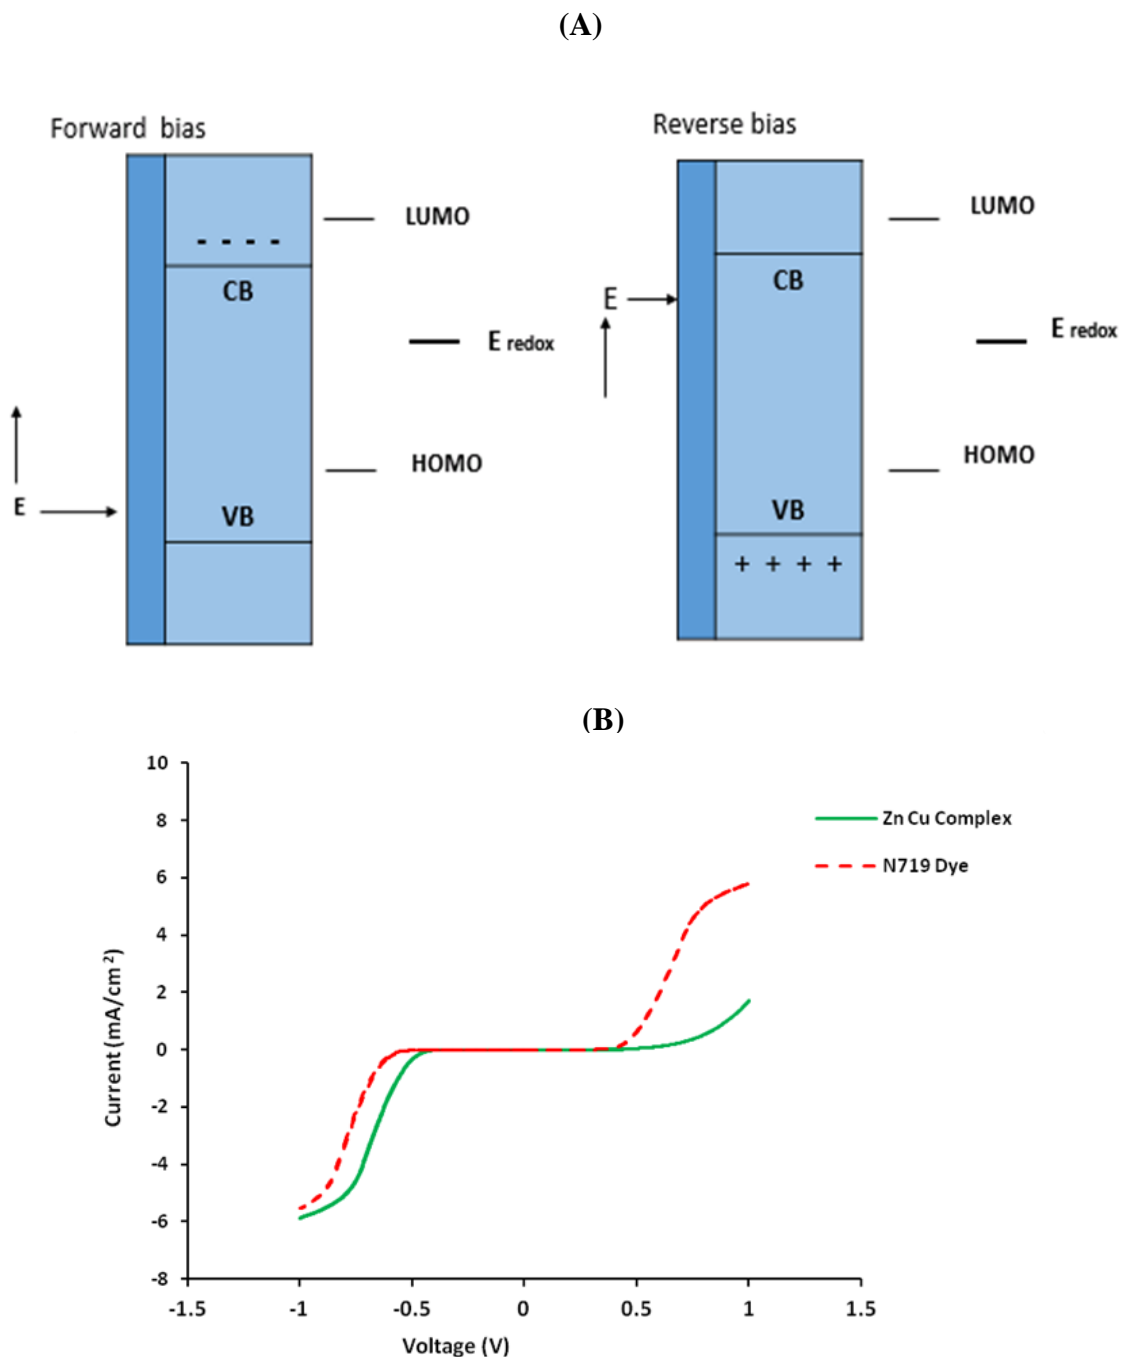 (A)
Forward bias
Reverse bias
LUMO
- - - -
CB
E redox
E
HOMO
VB
LUMO
CB
E
E redox
HOMO
VB
+ + + +
(B)
10
8
6
4
2
0
-2
-4
-6
-8
-1.5
-1
-0.5
0
0.5
1
1.5
Current (mA/cm²)
Voltage (V)
Zn Cu Complex
N719 Dye